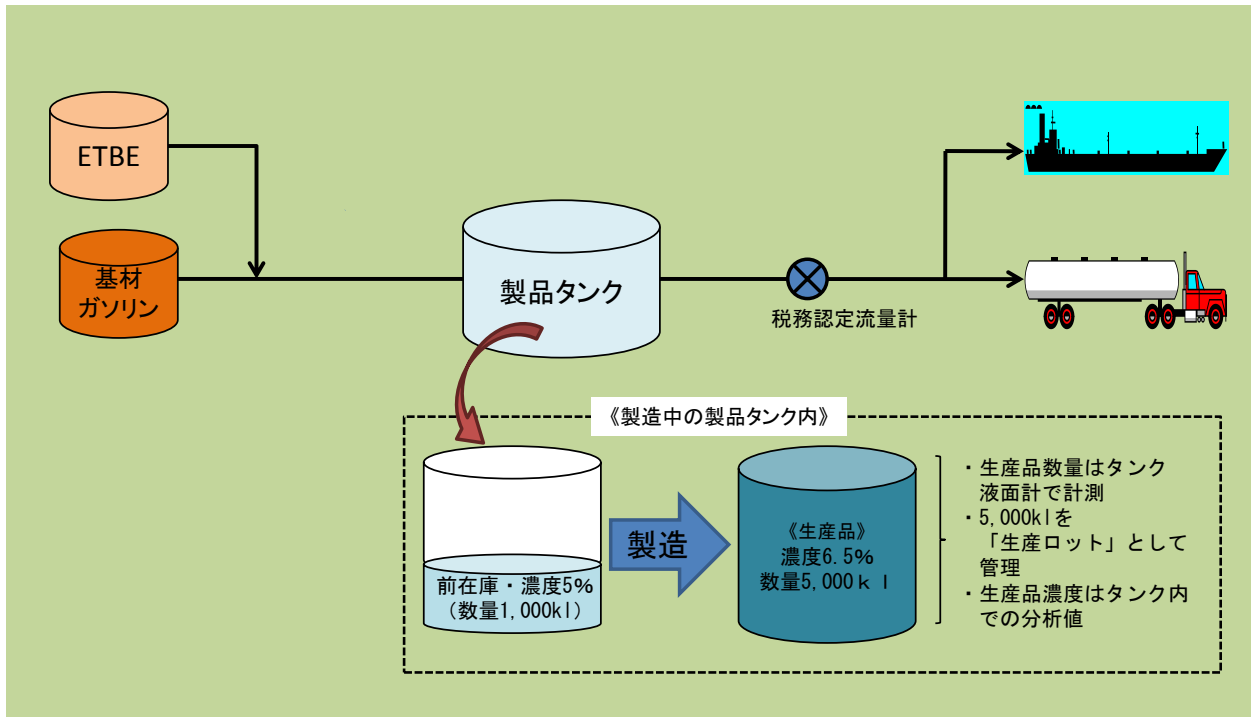 ETBE
基材
ガソリン
製品タンク
税務認定流量計
《製造中の製品タンク内》
前在庫・濃度5%
(数量1,000kl)
製造
《生産品》
濃度6.5%
数量5,000ｋｌ
・生産品数量はタンク
液面計で計測
・5,000klを
「生産ロット」として
管理
・生産品濃度はタンク内
での分析値